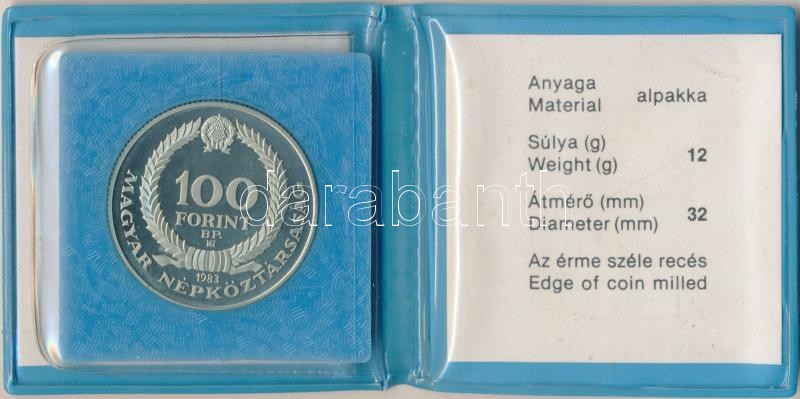 100
FORINT
BP.
1983
MAGYAR NÉPKÖZTÁRSASÁG
Anyaga
Material
alpakka
Súlya (g)
Weight (g)
12
Átmérő (mm)
Diameter (mm)
32
Az érme széle recés
Edge of coin milled
darabanth